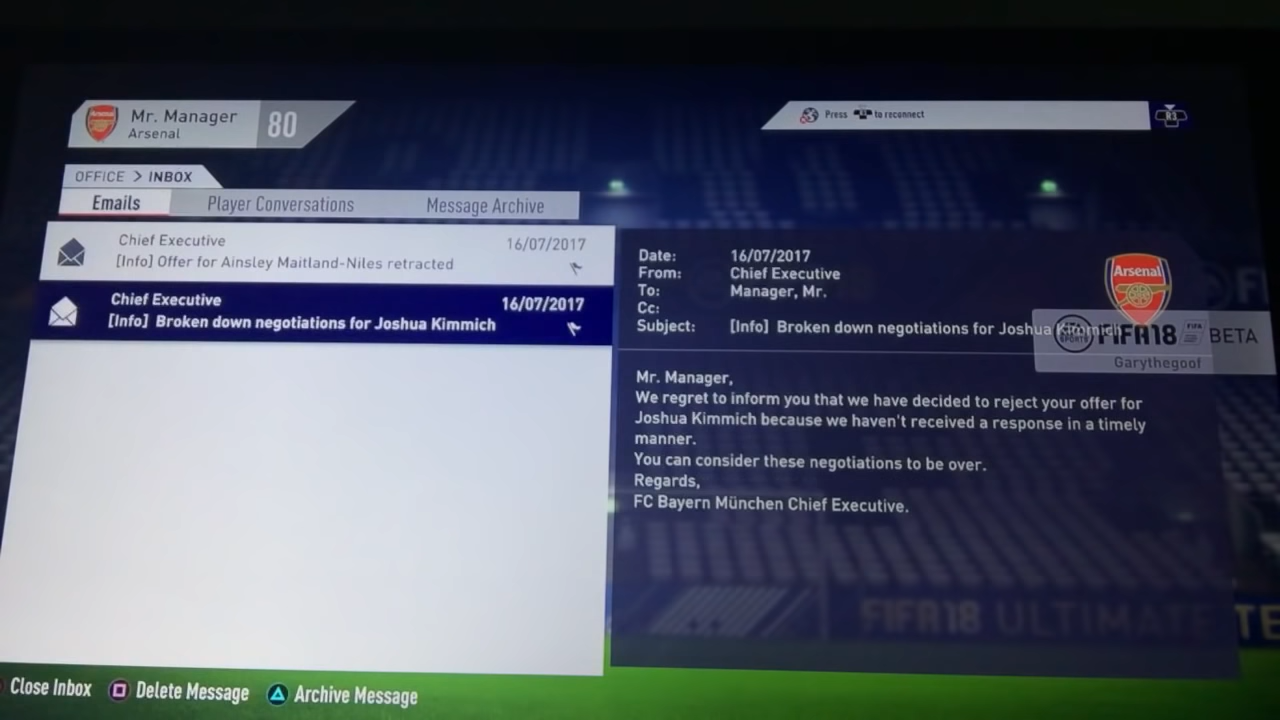 Mr. Manager
Arsenal
80
Press to reconnect
R3
OFFICE > INBOX
Emails
Player Conversations
Message Archive
Chief Executive
16/07/2017
[Info] Offer for Ainsley Maitland-Niles retracted
Chief Executive
16/07/2017
[Info] Broken down negotiations for Joshua Kimmich
Date: 16/07/2017
From: Chief Executive
To: Manager, Mr.
Cc:
Subject: [Info] Broken down negotiations for Joshua Kimmich
Arsenal
EA SPORTS FIFA18 BETA
Garythegoof
Mr. Manager,
We regret to inform you that we have decided to reject your offer for
Joshua Kimmich because we haven't received a response in a timely
manner.
You can consider these negotiations to be over.
Regards,
FC Bayern München Chief Executive.
FIFA18 ULTIMATE TE
Close Inbox
Delete Message
Archive Message